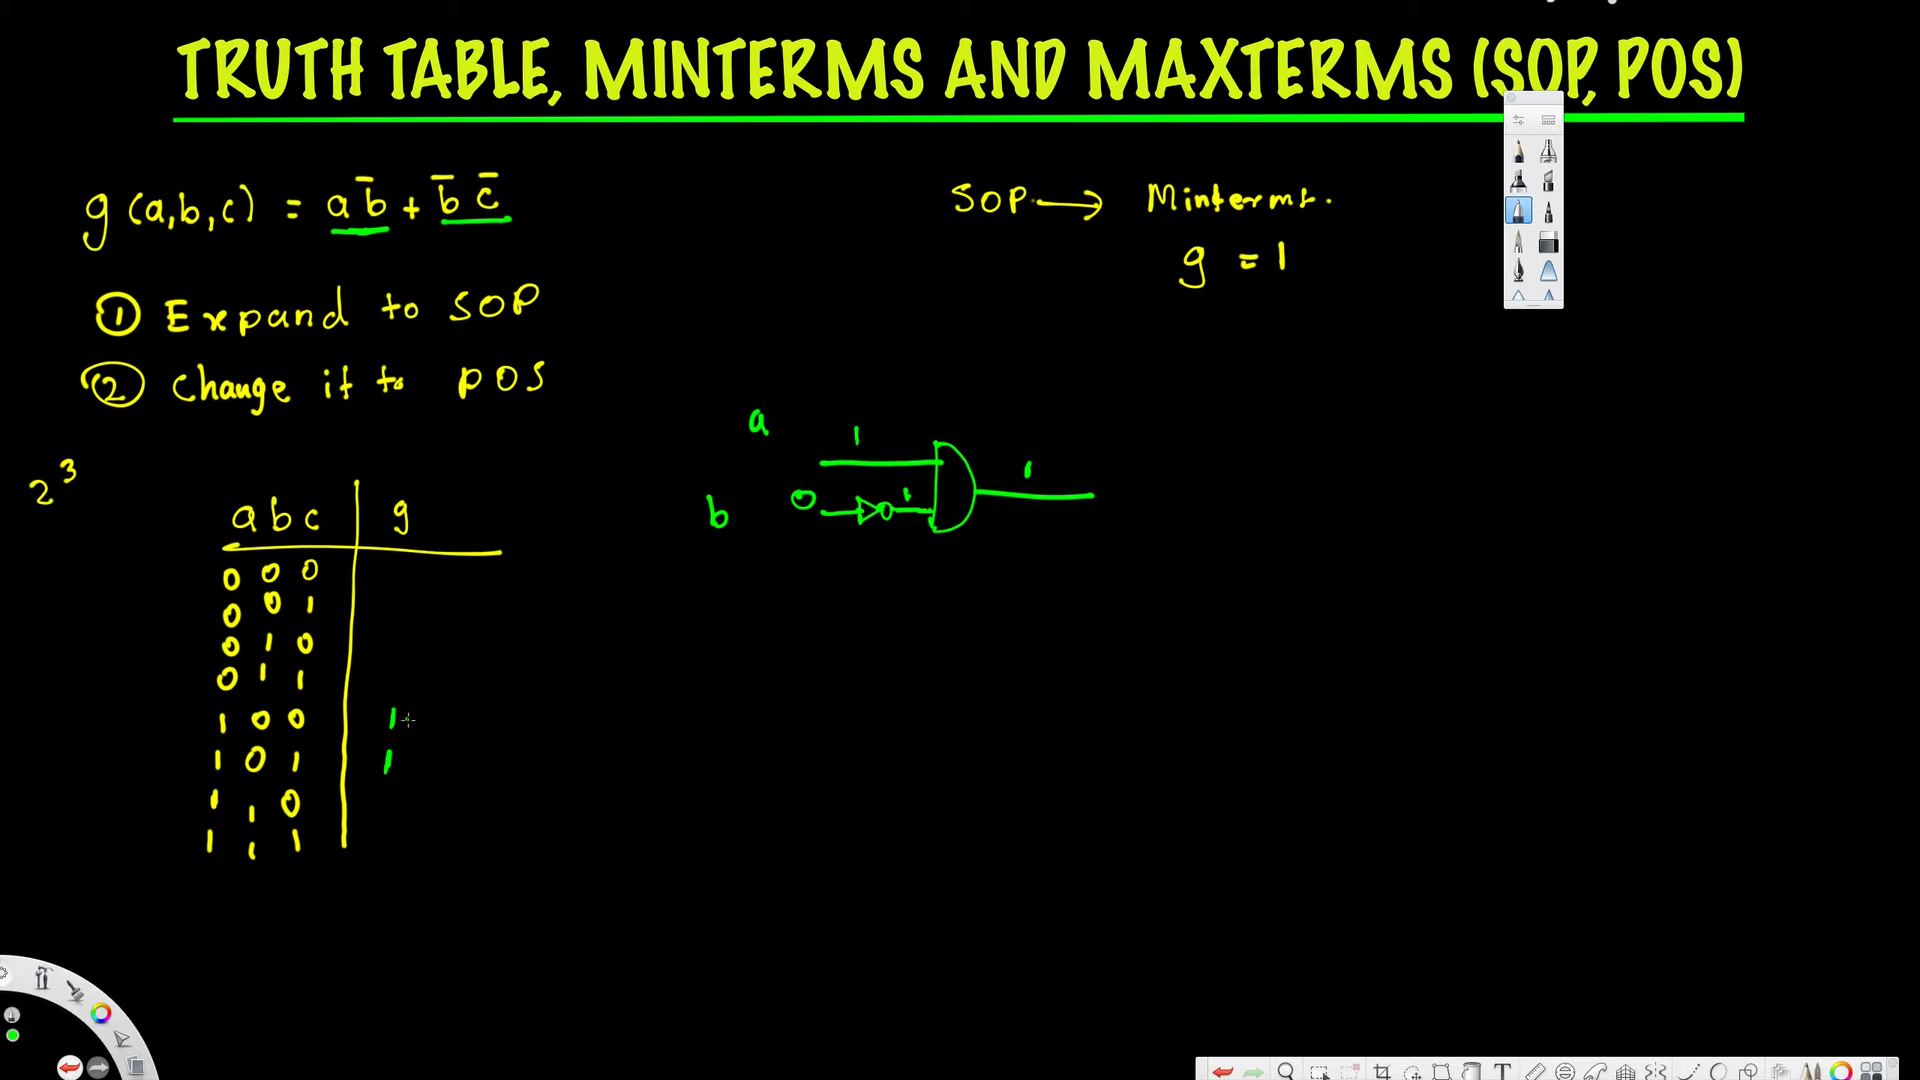 TRUTH TABLE, MINTERMS AND MAXTERMS (SOP, POS)
g (a,b,c) = a b̅ + b̅ c̅
SOP → Minterms.
g = 1
① Expand to SOP
② Change it to POS
a
1
1
b
0
1
2³
a b c | g
0 0 0
0 0 1
0 1 0
0 1 1
1 0 0 1
1 0 1 1
1 1 0
1 1 1